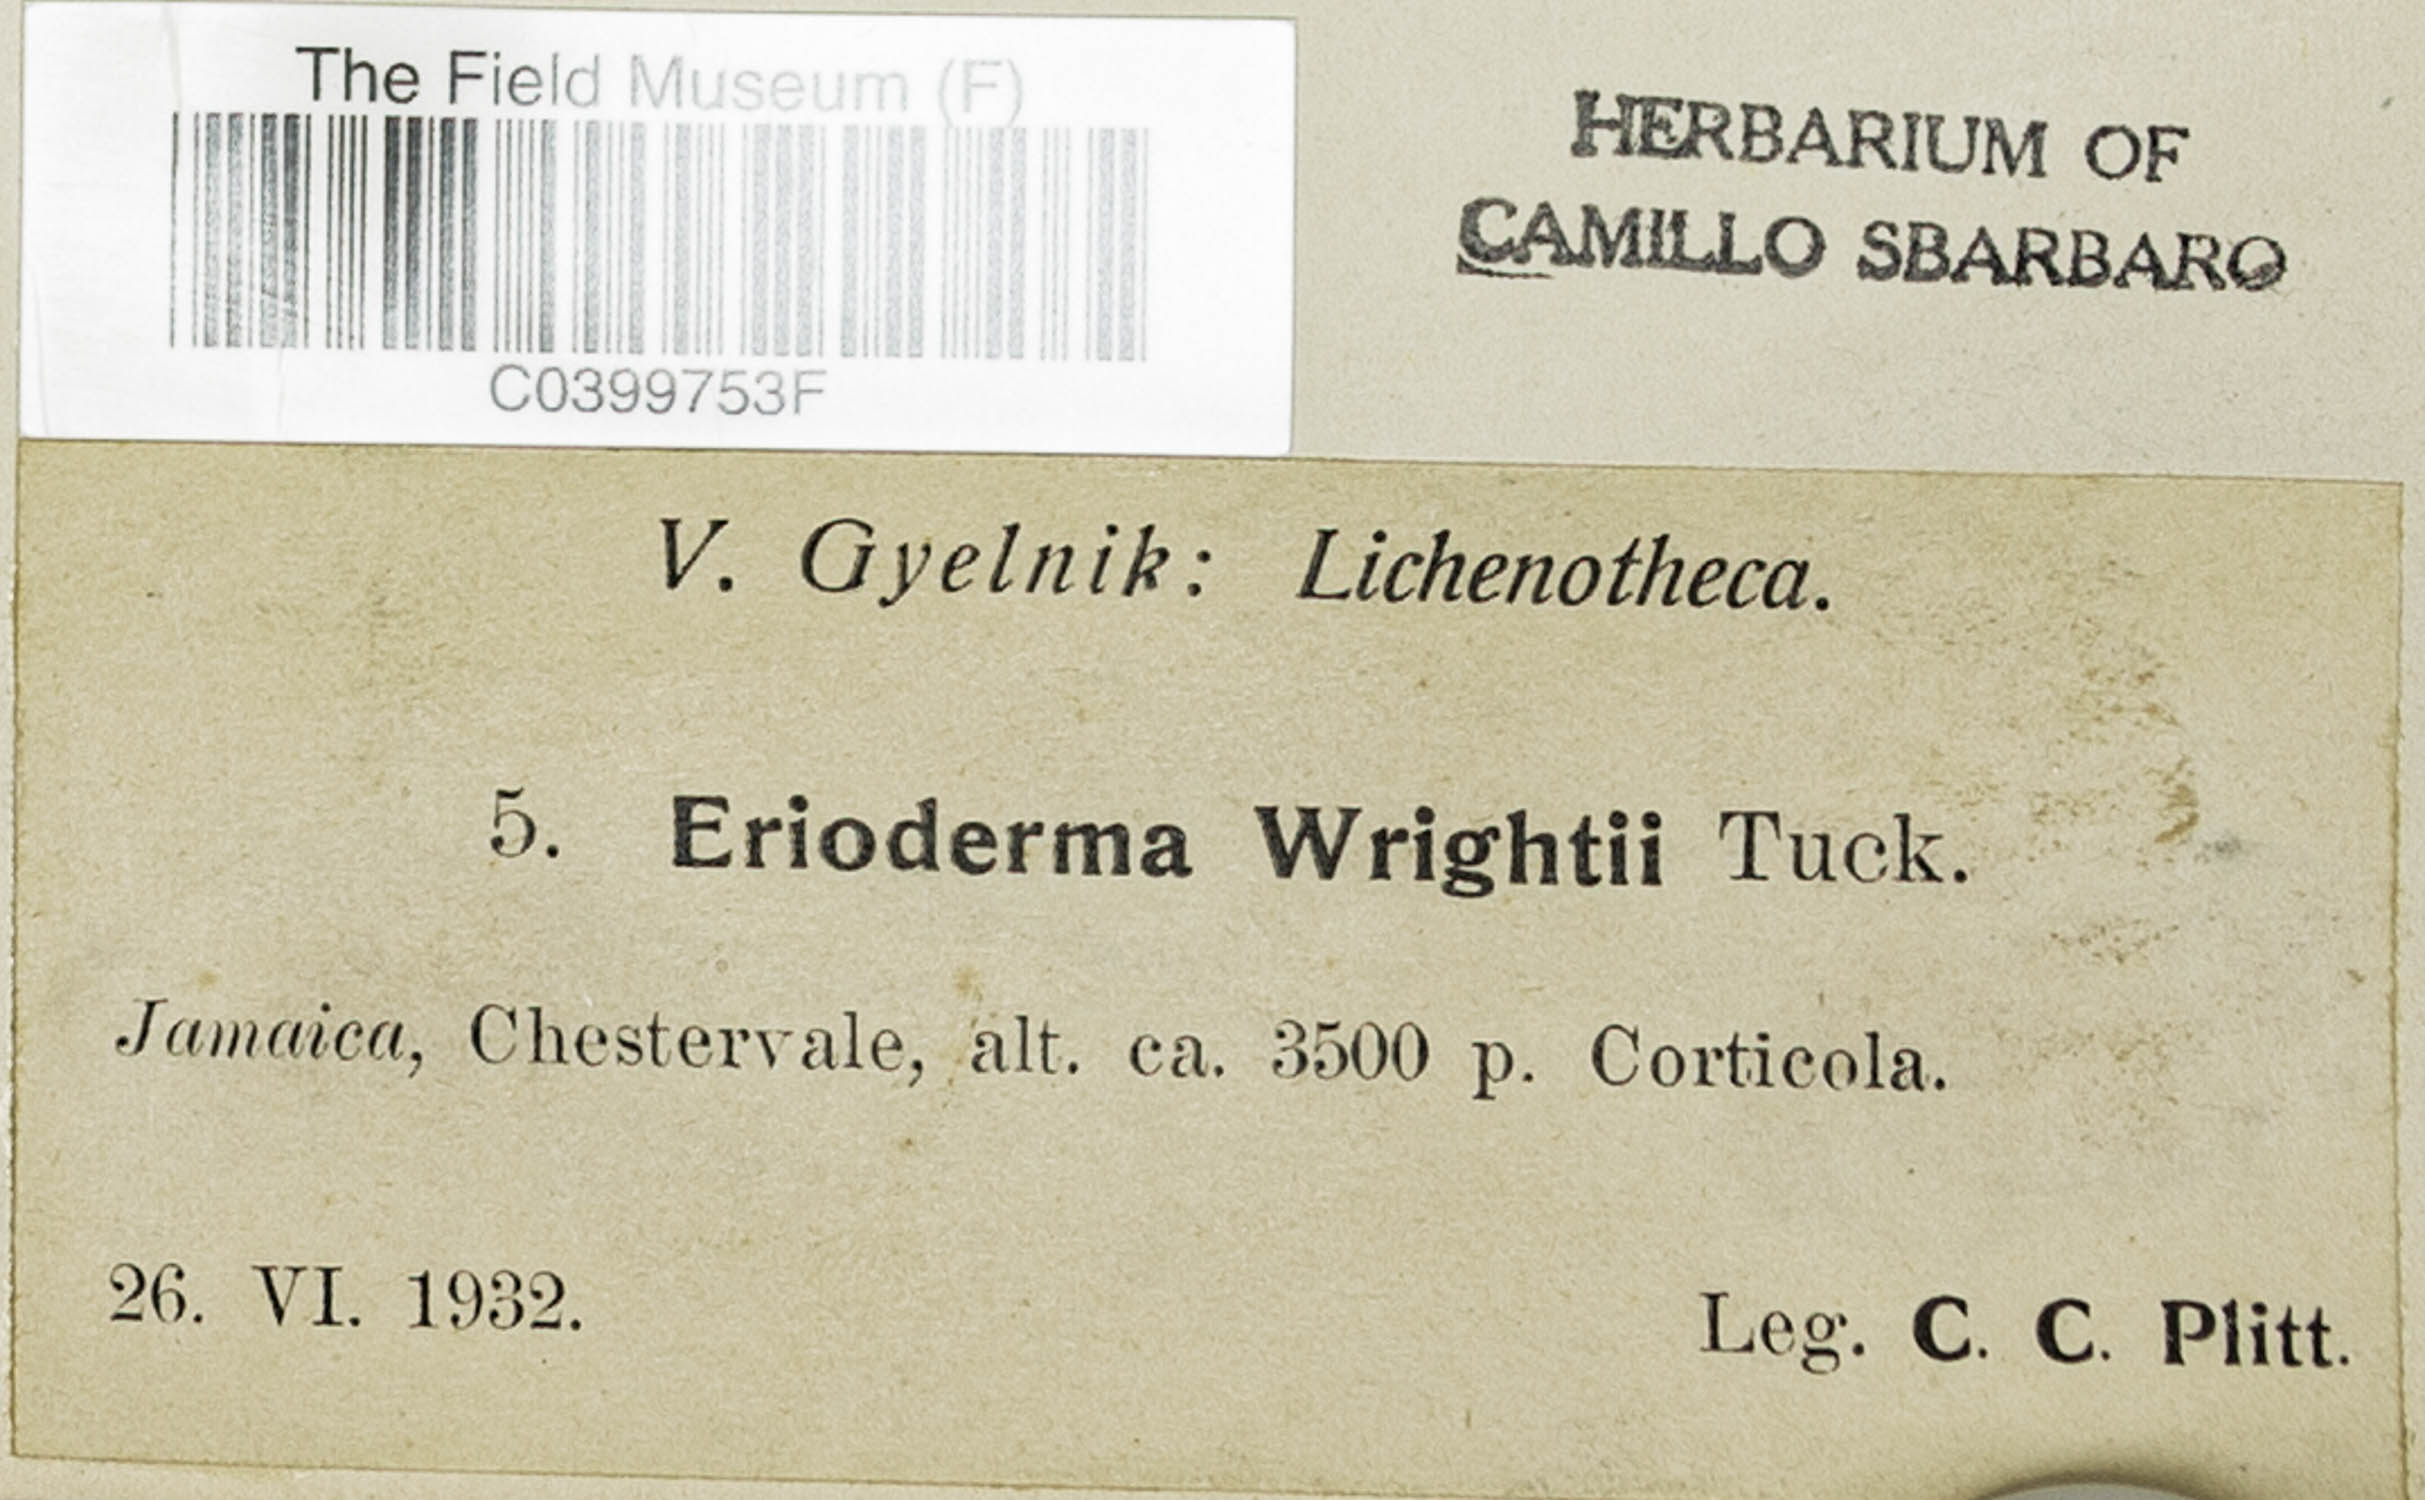 The Field Museum (F)
C0399753F
HERBARIUM OF
CAMILLO SBARBARO
V. Gyelnik: Lichenotheca.
5. Erioderma Wrightii Tuck.
Jamaica, Chestervale, alt. ca. 3500 p. Corticola.
26. VI. 1932.
Leg. C. C. Plitt.